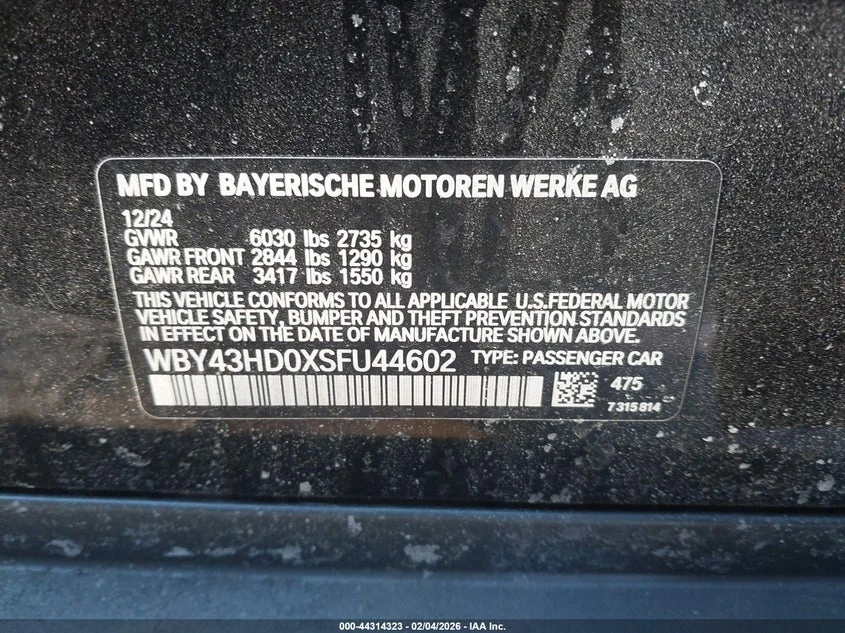 MFD BY BAYERISCHE MOTOREN WERKE AG
12/24
GVWR 6030 lbs 2735 kg
GAWR FRONT 2844 lbs 1290 kg
GAWR REAR 3417 lbs 1550 kg
THIS VEHICLE CONFORMS TO ALL APPLICABLE U.S.FEDERAL MOTOR
VEHICLE SAFETY, BUMPER AND THEFT PREVENTION STANDARDS
IN EFFECT ON THE DATE OF MANUFACTURE SHOWN ABOVE.
WBY43HD0XSFU44602 TYPE: PASSENGER CAR
475
7315814
000-44314323 — 02/04/2026 — IAA Inc.